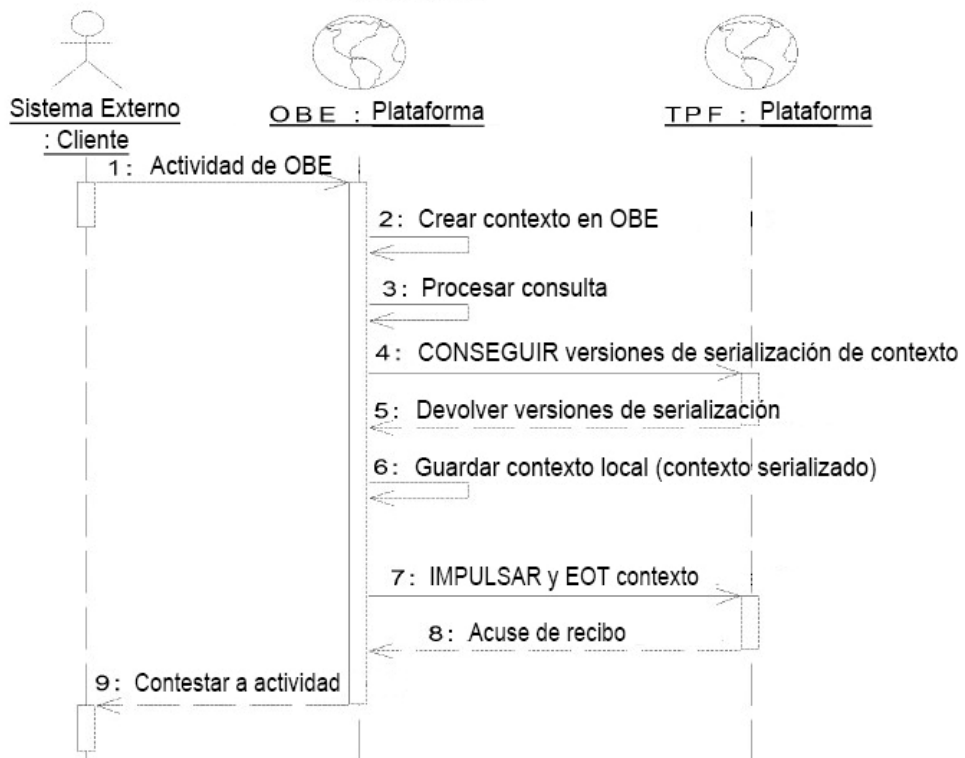 Sistema Externo
: Cliente
OBE : Plataforma
TPF : Plataforma
1: Actividad de OBE
2: Crear contexto en OBE
3: Procesar consulta
4: CONSEGUIR versiones de serialización de contexto
5: Devolver versiones de serialización
6: Guardar contexto local (contexto serializado)
7: IMPULSAR y EOT contexto
8: Acuse de recibo
9: Contestar a actividad